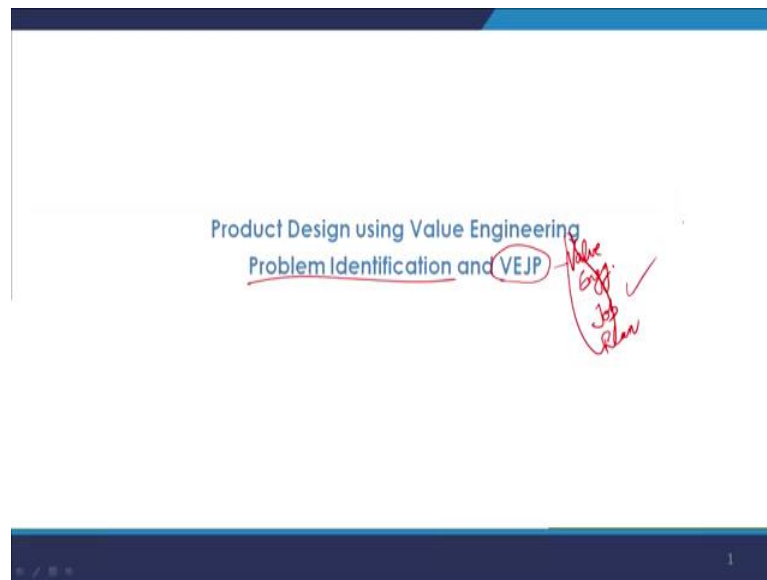 Product Design using Value Engineering
Problem Identification and VEJP
Value
Engg.
Job
Plan
1